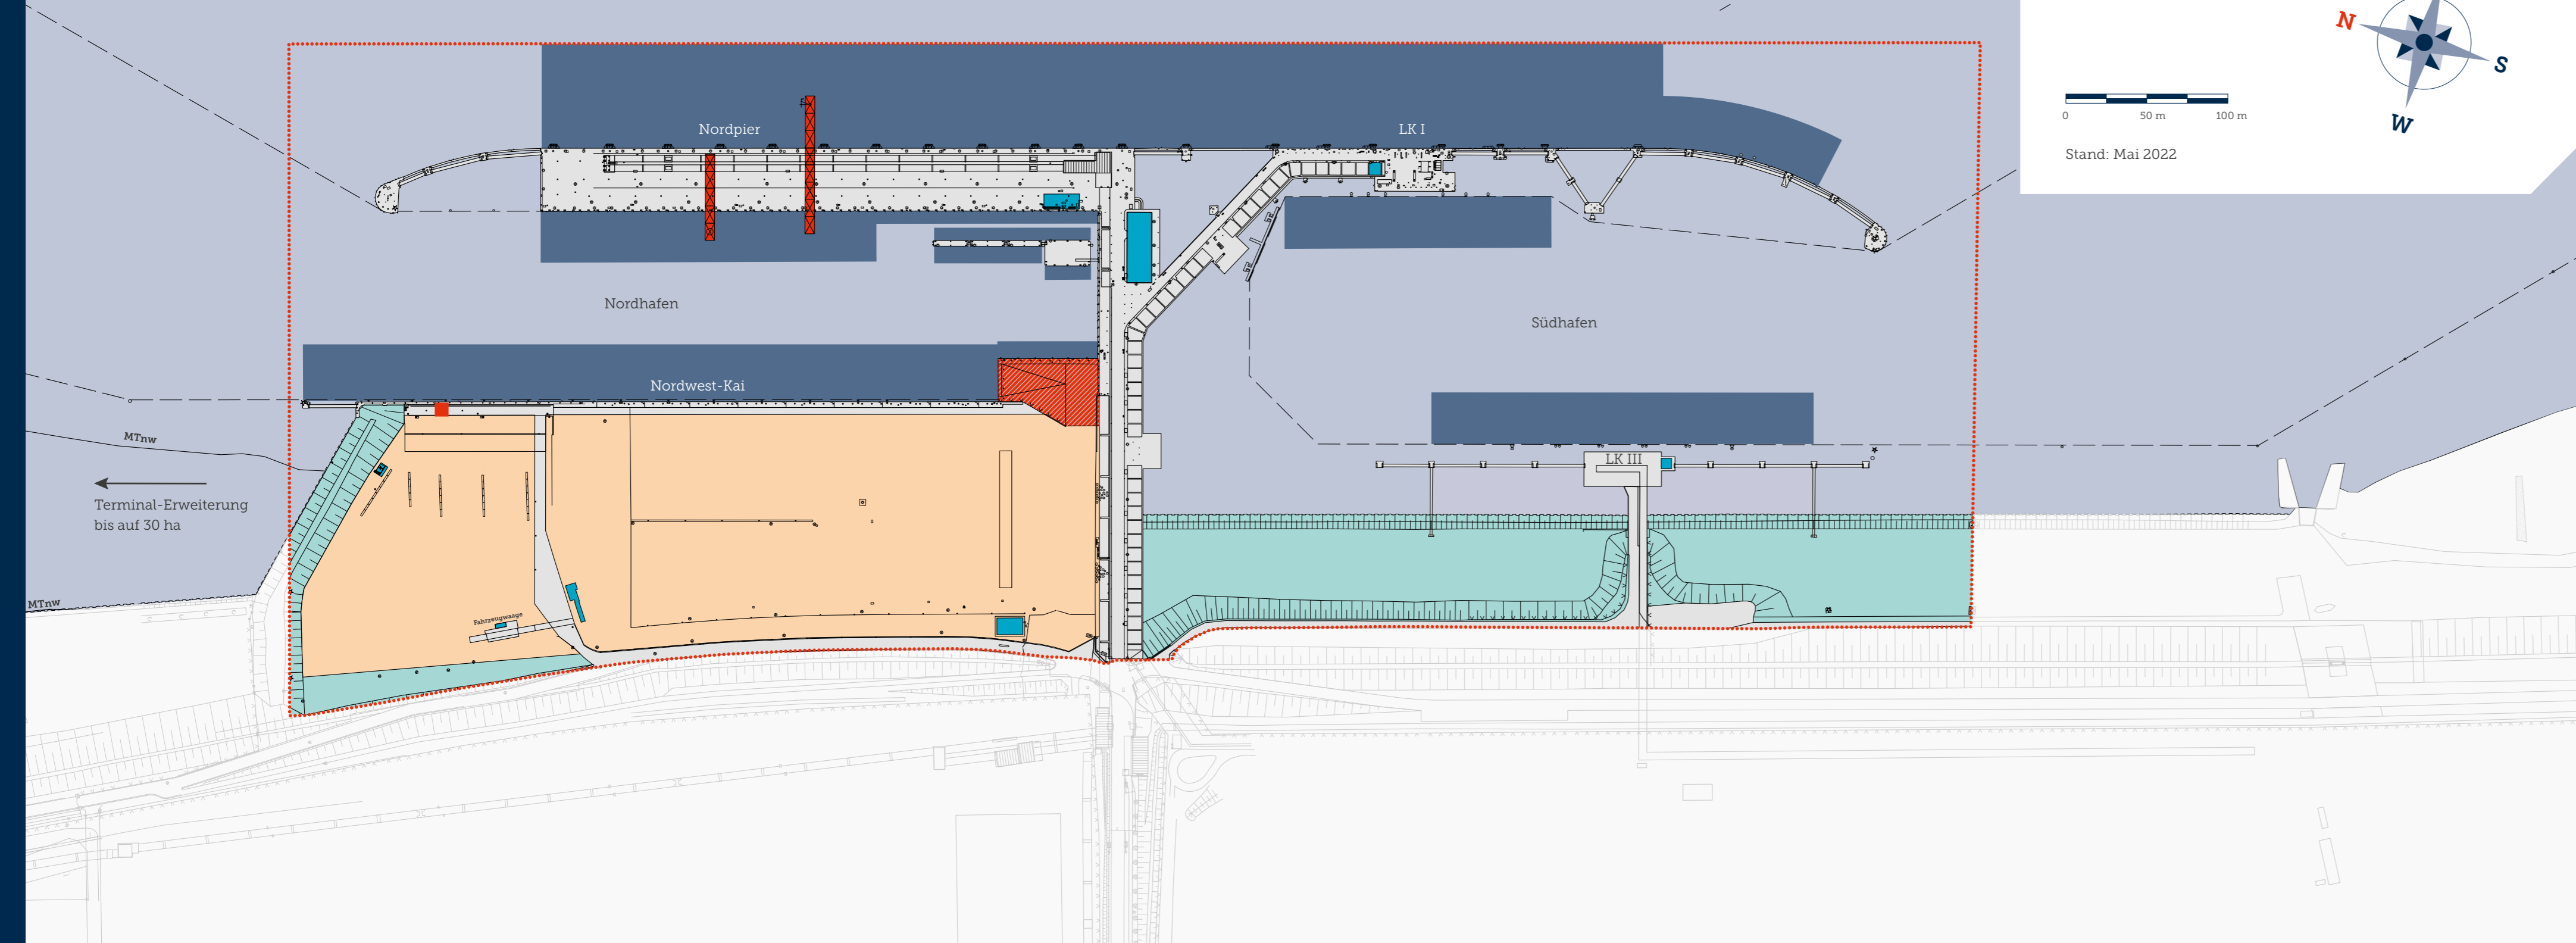 N
S
W
0
50 m
100 m
Stand: Mai 2022
Nordpier
LK I
Nordhafen
Südhafen
Nordwest-Kai
MTnw
LK III
Terminal-Erweiterung
bis auf 30 ha
MTnw
Fahrzeugwaage